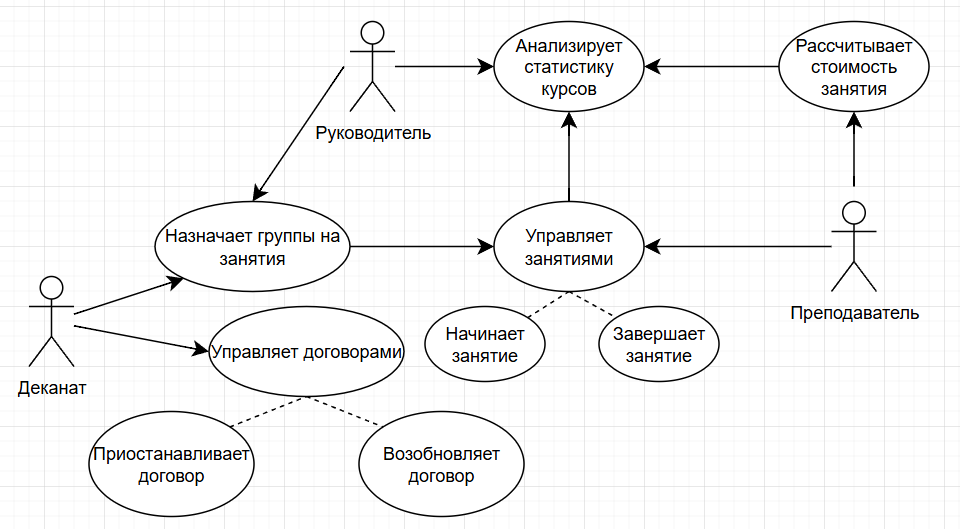 Анализирует
статистику
курсов
Рассчитывает
стоимость
занятия
Руководитель
Назначает группы на
занятия
Управляет
занятиями
Преподаватель
Деканат
Управляет договорами
Начинает
занятие
Завершает
занятие
Приостанавливает
договор
Возобновляет
договор